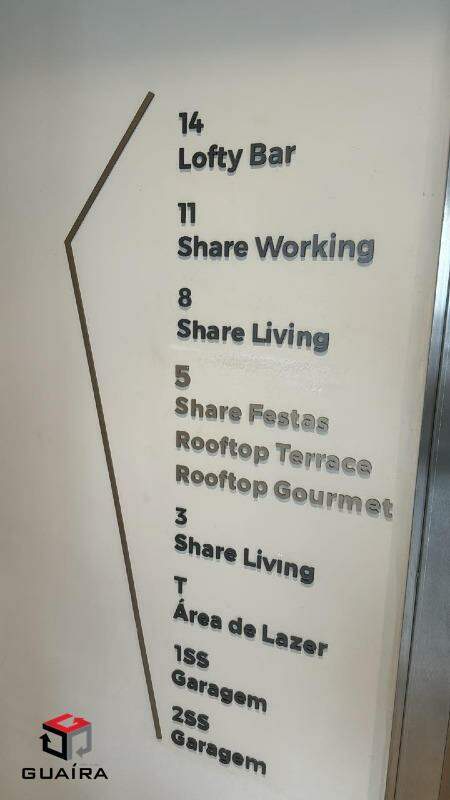 14
Lofty Bar
11
Share Working
8
Share Living
5
Share Festas
Rooftop Terrace
Rooftop Gourmet
3
Share Living
T
Área de Lazer
1SS
Garagem
2SS
Garagem
GUAÍRA